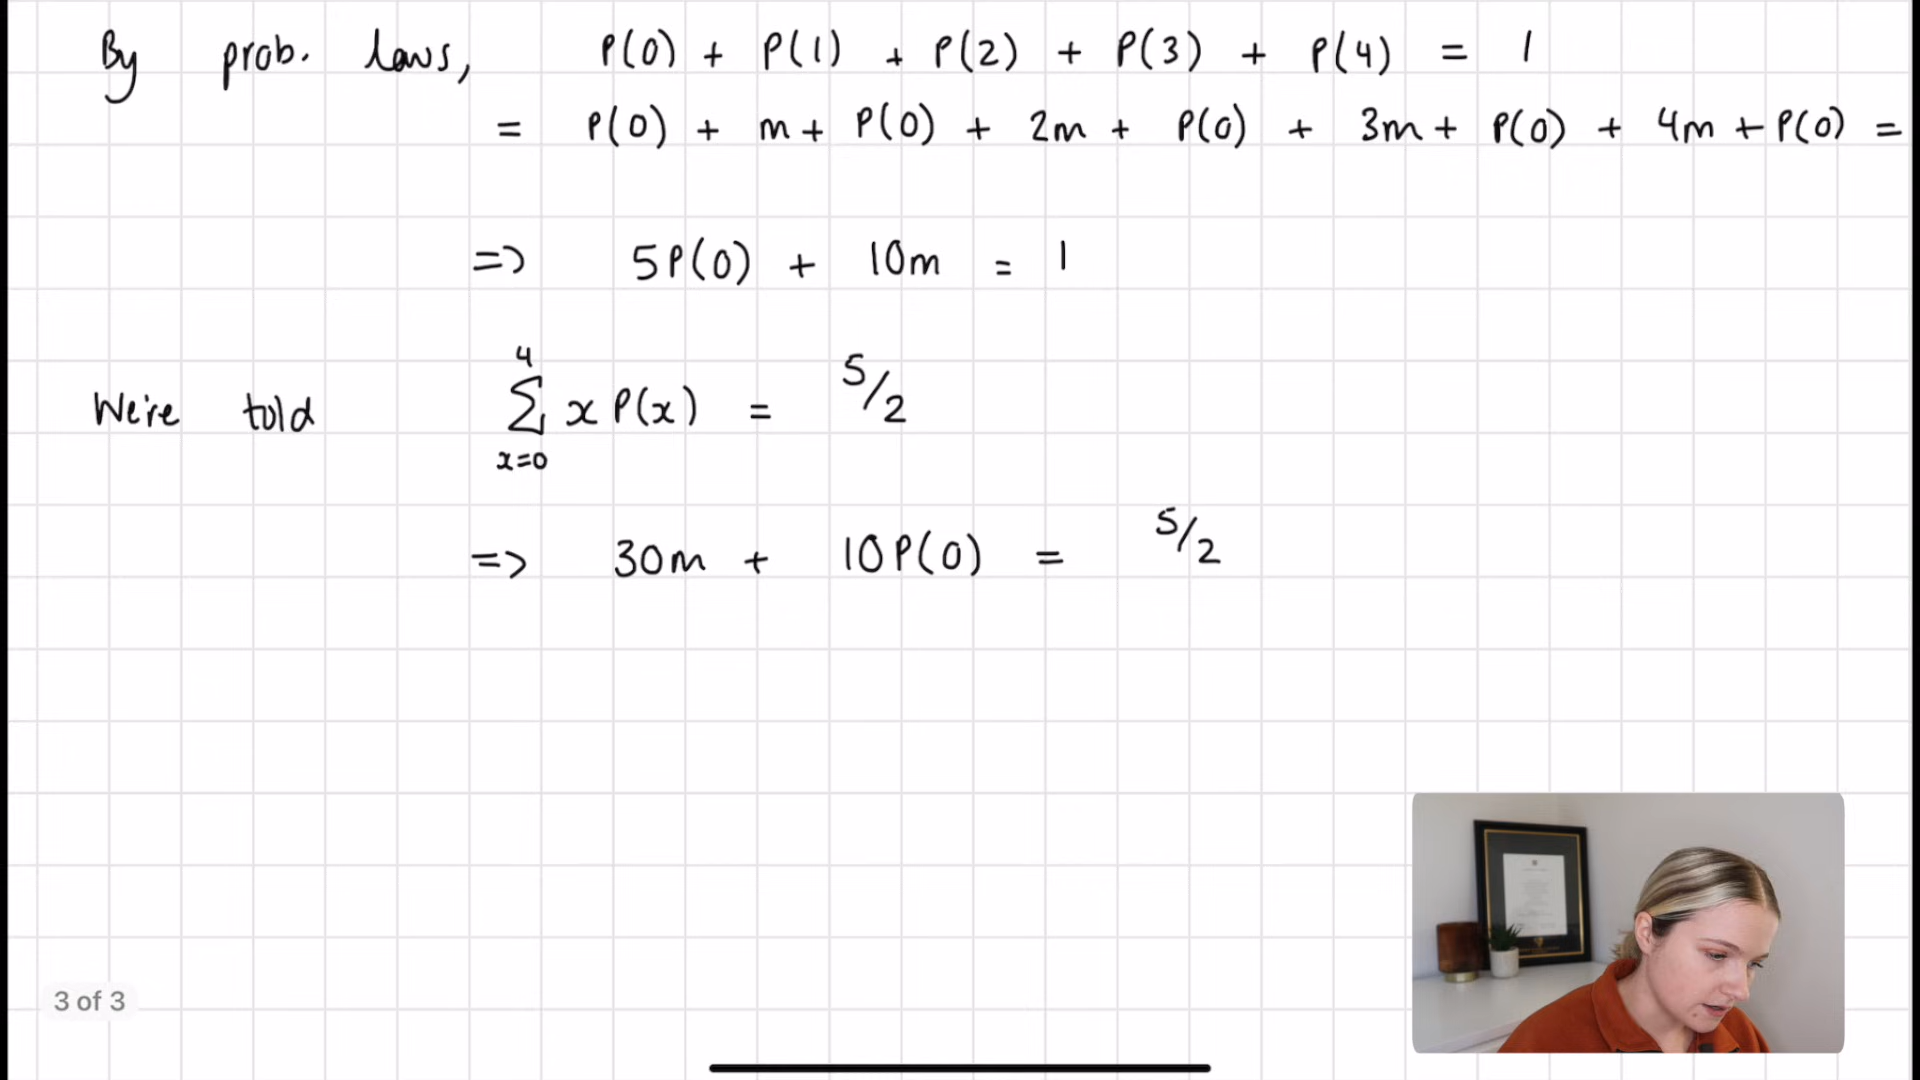 By prob. laws, P(0) + P(1) + P(2) + P(3) + P(4) = 1
= P(0) + m + P(0) + 2m + P(0) + 3m + P(0) + 4m + P(0) =
=> 5P(0) + 10m = 1
We're told ∑ x=0 4 x P(x) = 5/2
=> 30m + 10P(0) = 5/2
3 of 3